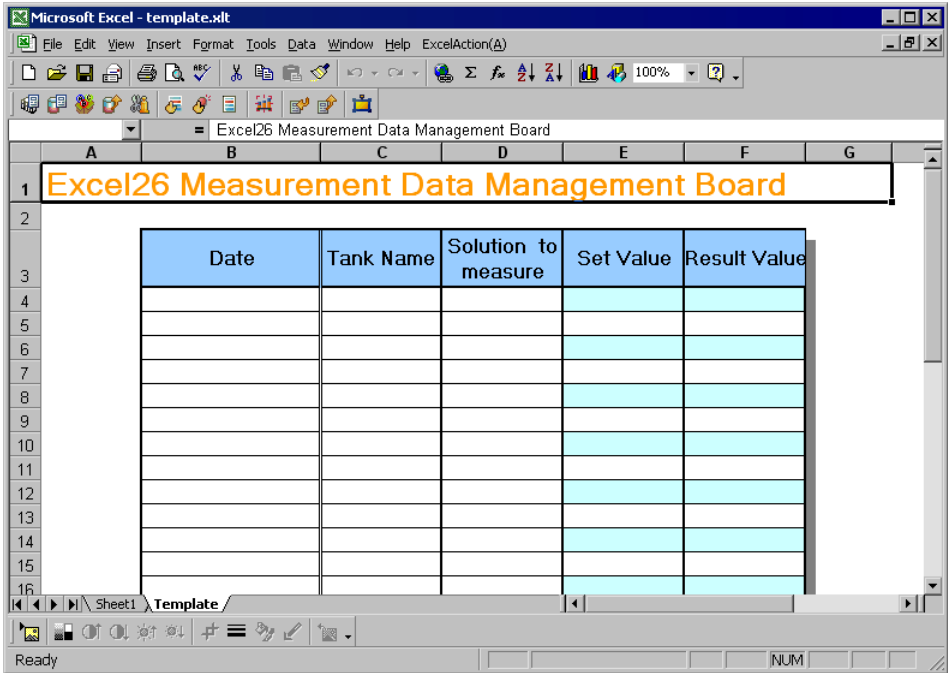 Microsoft Excel - template.xlt
File Edit View Insert Format Tools Data Window Help ExcelAction(A)
100%
= Excel26 Measurement Data Management Board
A B C D E F G
1 Excel26 Measurement Data Management Board
2
3 Date Tank Name Solution to measure Set Value Result Value
4
5
6
7
8
9
10
11
12
13
14
15
16
Sheet1 Template
Ready NUM